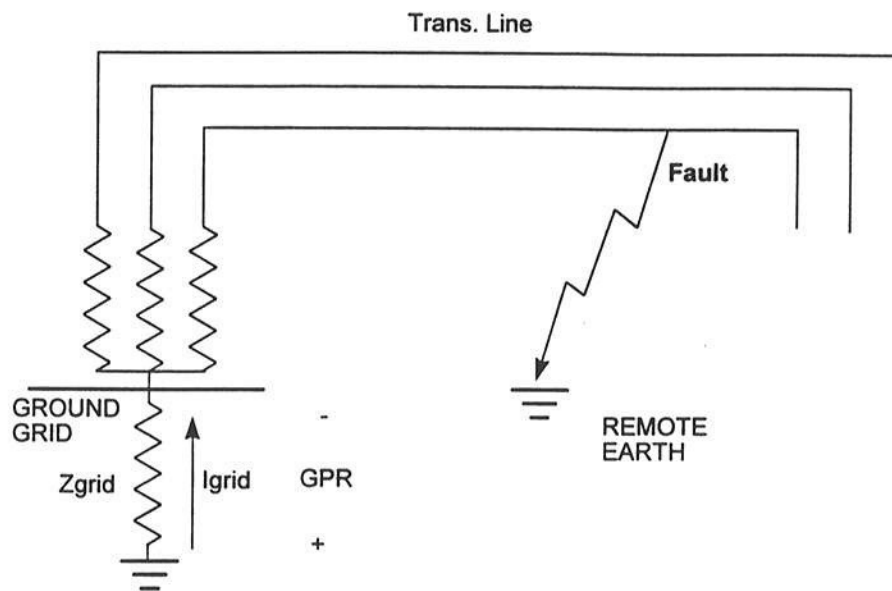 Trans. Line
Fault
GROUND
GRID
-
REMOTE
EARTH
Zgrid
Igrid
GPR
+